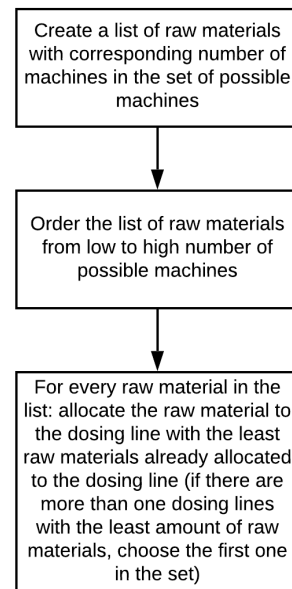 Create a list of raw materials
with corresponding number of
machines in the set of possible
machines
Order the list of raw materials
from low to high number of
possible machines
For every raw material in the
list: allocate the raw material to
the dosing line with the least
raw materials already allocated
to the dosing line (if there are
more than one dosing lines
with the least amount of raw
materials, choose the first one
in the set)